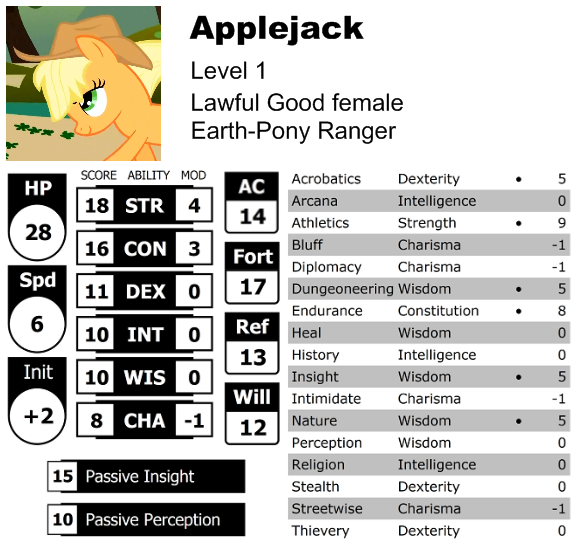 Applejack
Level 1
Lawful Good female
Earth-Pony Ranger
HP
28
Spd
6
Init
+2
SCORE ABILITY MOD
18 STR 4
16 CON 3
11 DEX 0
10 INT 0
10 WIS 0
8 CHA -1
AC
14
Fort
17
Ref
13
Will
12
15 Passive Insight
10 Passive Perception
Acrobatics Dexterity • 5
Arcana Intelligence 0
Athletics Strength • 9
Bluff Charisma -1
Diplomacy Charisma -1
Dungeoneering Wisdom • 5
Endurance Constitution • 8
Heal Wisdom 0
History Intelligence 0
Insight Wisdom • 5
Intimidate Charisma -1
Nature Wisdom • 5
Perception Wisdom 0
Religion Intelligence 0
Stealth Dexterity 0
Streetwise Charisma -1
Thievery Dexterity 0